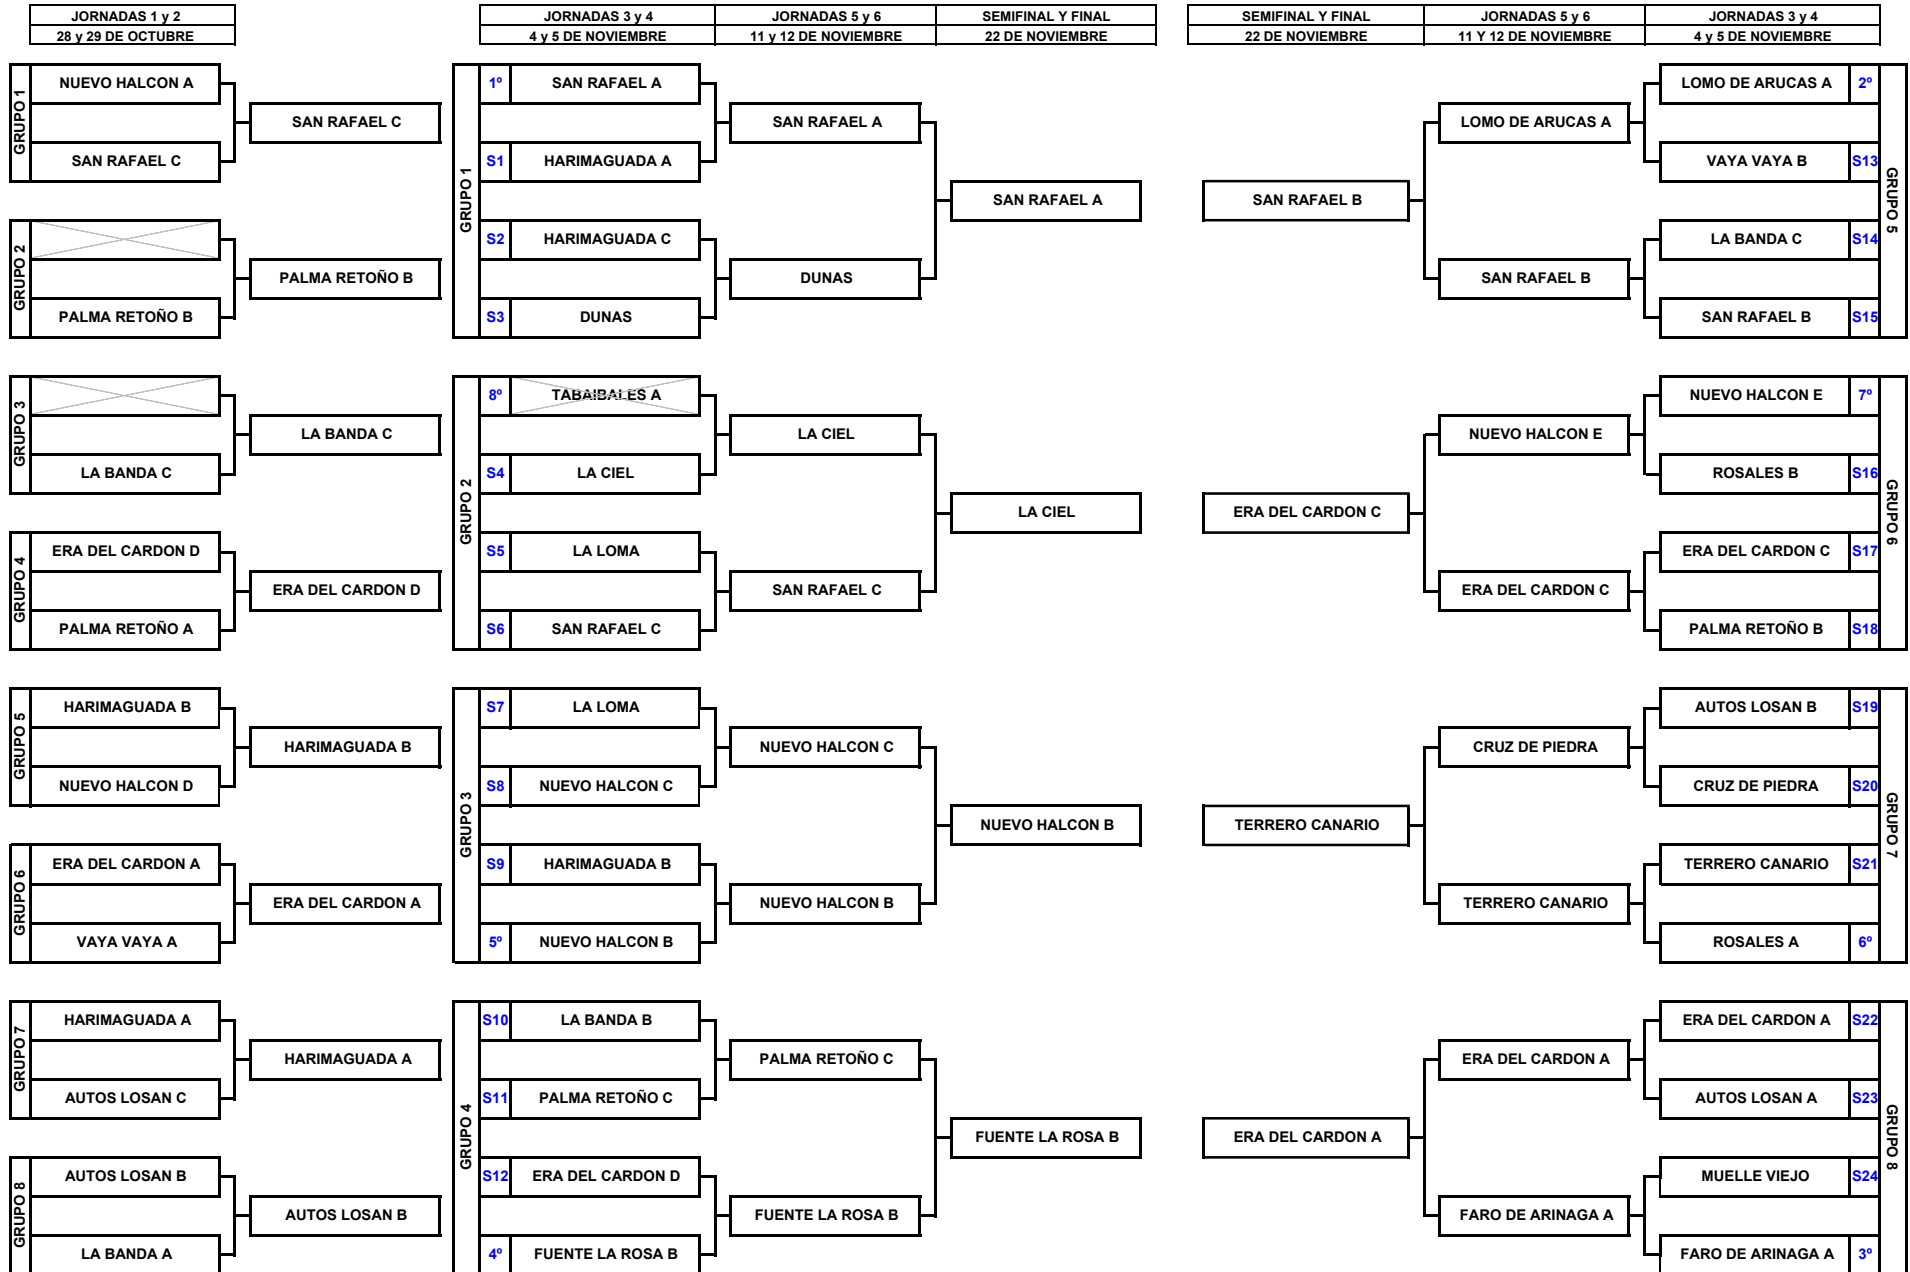 JORNADAS 1 y 2
28 y 29 DE OCTUBRE
JORNADAS 3 y 4
4 y 5 DE NOVIEMBRE
JORNADAS 5 y 6
11 y 12 DE NOVIEMBRE
SEMIFINAL Y FINAL
22 DE NOVIEMBRE
SEMIFINAL Y FINAL
22 DE NOVIEMBRE
JORNADAS 5 y 6
11 Y 12 DE NOVIEMBRE
JORNADAS 3 y 4
4 y 5 DE NOVIEMBRE
GRUPO 1
NUEVO HALCON A
SAN RAFAEL C
SAN RAFAEL C
GRUPO 2
PALMA RETOÑO B
PALMA RETOÑO B
GRUPO 3
LA BANDA C
LA BANDA C
GRUPO 4
ERA DEL CARDON D
ERA DEL CARDON D
PALMA RETOÑO A
GRUPO 5
HARIMAGUADA B
HARIMAGUADA B
NUEVO HALCON D
GRUPO 6
ERA DEL CARDON A
ERA DEL CARDON A
VAYA VAYA A
GRUPO 7
HARIMAGUADA A
HARIMAGUADA A
AUTOS LOSAN C
GRUPO 8
AUTOS LOSAN B
AUTOS LOSAN B
LA BANDA A
GRUPO 1
1º SAN RAFAEL A
SAN RAFAEL A
S1 HARIMAGUADA A
SAN RAFAEL A
S2 HARIMAGUADA C
DUNAS
S3 DUNAS
GRUPO 2
8º TABAIBALES A
LA CIEL
S4 LA CIEL
LA CIEL
S5 LA LOMA
SAN RAFAEL C
S6 SAN RAFAEL C
GRUPO 3
S7 LA LOMA
NUEVO HALCON C
S8 NUEVO HALCON C
NUEVO HALCON B
S9 HARIMAGUADA B
NUEVO HALCON B
5º NUEVO HALCON B
GRUPO 4
S10 LA BANDA B
PALMA RETOÑO C
S11 PALMA RETOÑO C
FUENTE LA ROSA B
S12 ERA DEL CARDON D
FUENTE LA ROSA B
4º FUENTE LA ROSA B
LOMO DE ARUCAS A 2º
LOMO DE ARUCAS A
VAYA VAYA B S13
SAN RAFAEL B
LA BANDA C S14
SAN RAFAEL B
SAN RAFAEL B S15
GRUPO 5
NUEVO HALCON E 7º
NUEVO HALCON E
ROSALES B S16
ERA DEL CARDON C
ERA DEL CARDON C S17
ERA DEL CARDON C
PALMA RETOÑO B S18
GRUPO 6
AUTOS LOSAN B S19
CRUZ DE PIEDRA
CRUZ DE PIEDRA S20
TERRERO CANARIO
TERRERO CANARIO S21
TERRERO CANARIO
ROSALES A 6º
GRUPO 7
ERA DEL CARDON A S22
ERA DEL CARDON A
AUTOS LOSAN A S23
ERA DEL CARDON A
MUELLE VIEJO S24
FARO DE ARINAGA A
FARO DE ARINAGA A 3º
GRUPO 8